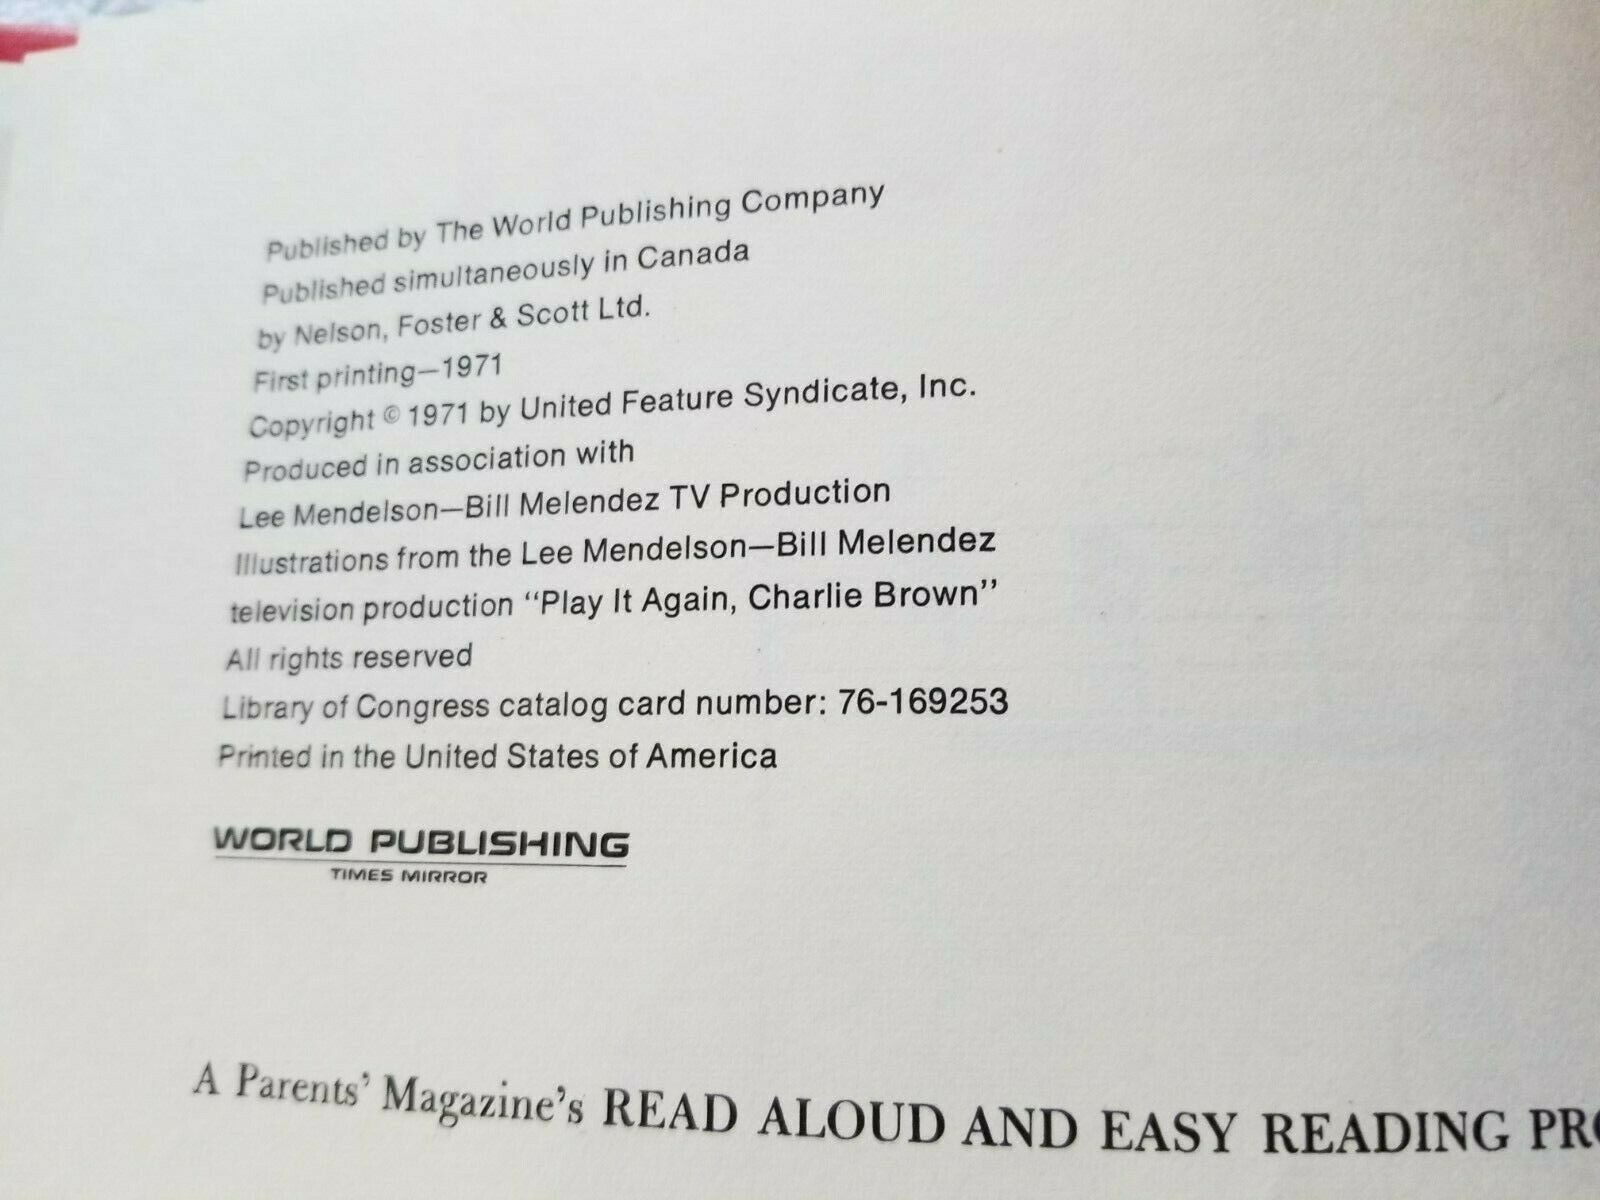 Published by The World Publishing Company
Published simultaneously in Canada
by Nelson, Foster & Scott Ltd.
First printing—1971
Copyright © 1971 by United Feature Syndicate, Inc.
Produced in association with
Lee Mendelson—Bill Melendez TV Production
Illustrations from the Lee Mendelson—Bill Melendez
television production “Play It Again, Charlie Brown”
All rights reserved
Library of Congress catalog card number: 76-169253
Printed in the United States of America
WORLD PUBLISHING
TIMES MIRROR
A Parents’ Magazine’s READ ALOUD AND EASY READING